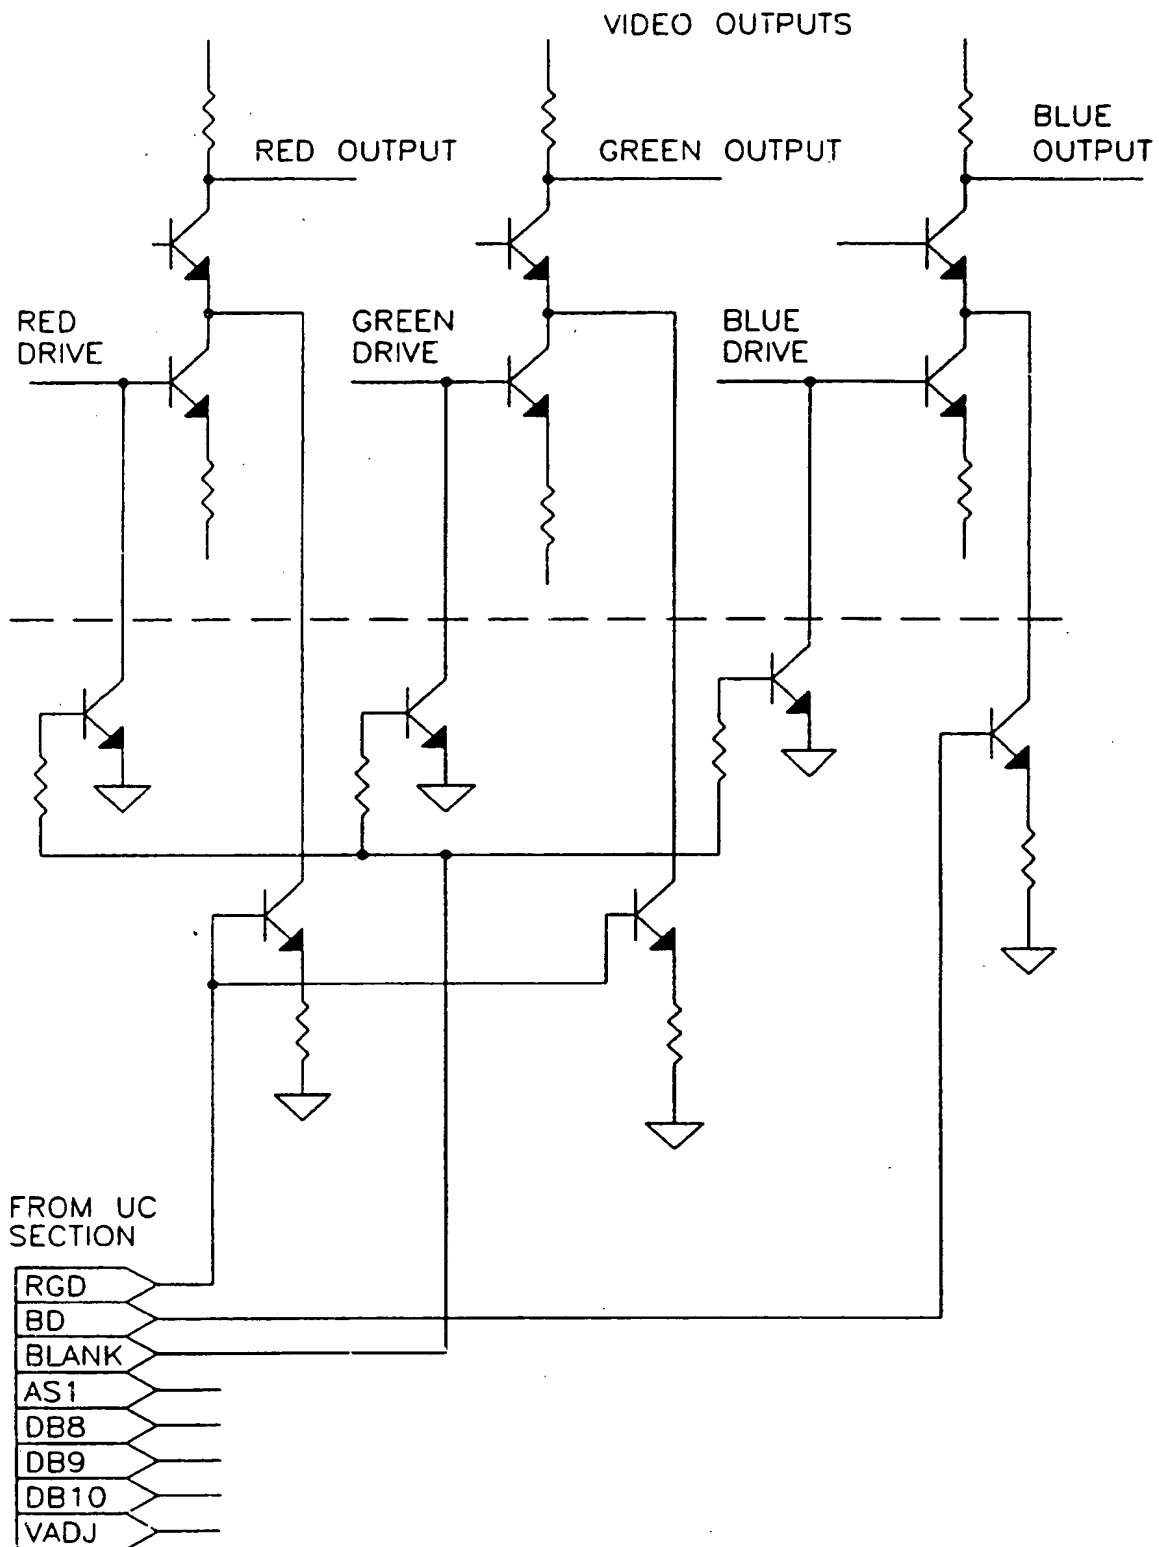 VIDEO OUTPUTS
RED OUTPUT
GREEN OUTPUT
BLUE
OUTPUT
RED
DRIVE
GREEN
DRIVE
BLUE
DRIVE
FROM UC
SECTION
RGD
BD
BLANK
AS1
DB8
DB9
DB10
VADJ